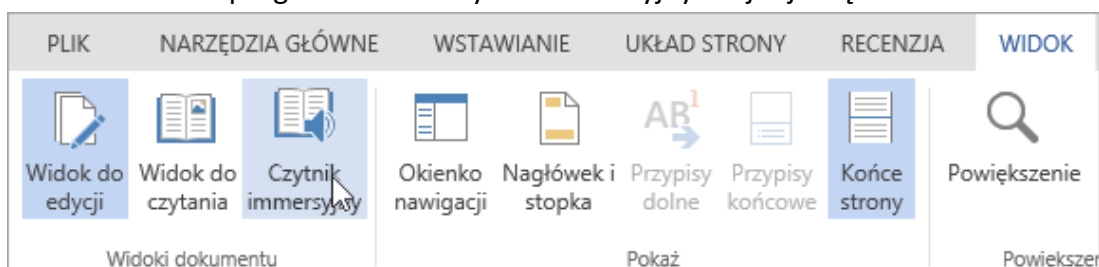 PLIK NARZĘDZIA GŁÓWNE WSTAWIANIE UKŁAD STRONY RECENZJA WIDOK
Widok do edycji
Widok do czytania
Czytnik immersyjny
Okienko nawigacji
Nagłówek i stopka
AB1
Przypisy dolne
Przypisy końcowe
Końce strony
Powiększenie
Widoki dokumentu
Pokaż